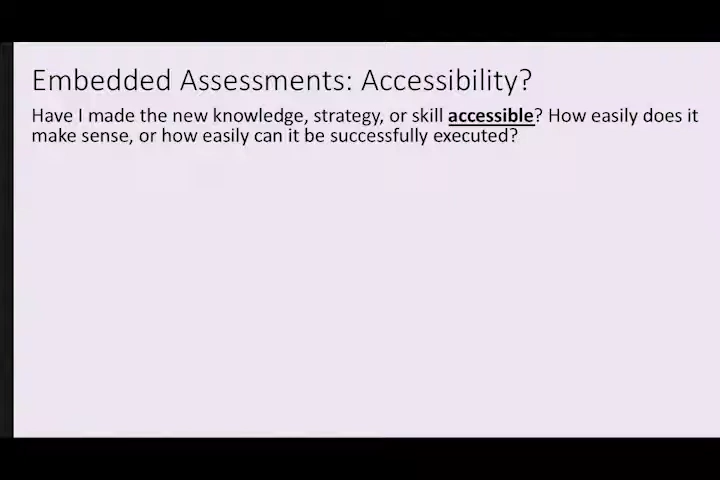 Embedded Assessments: Accessibility?
Have I made the new knowledge, strategy, or skill accessible? How easily does it
make sense, or how easily can it be successfully executed?